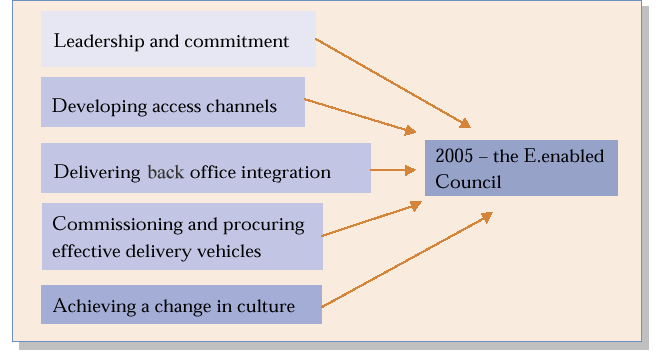 Leadership and commitment
Developing access channels
Delivering back office integration
2005 – the E.enabled
Council
Commissioning and procuring
effective delivery vehicles
Achieving a change in culture